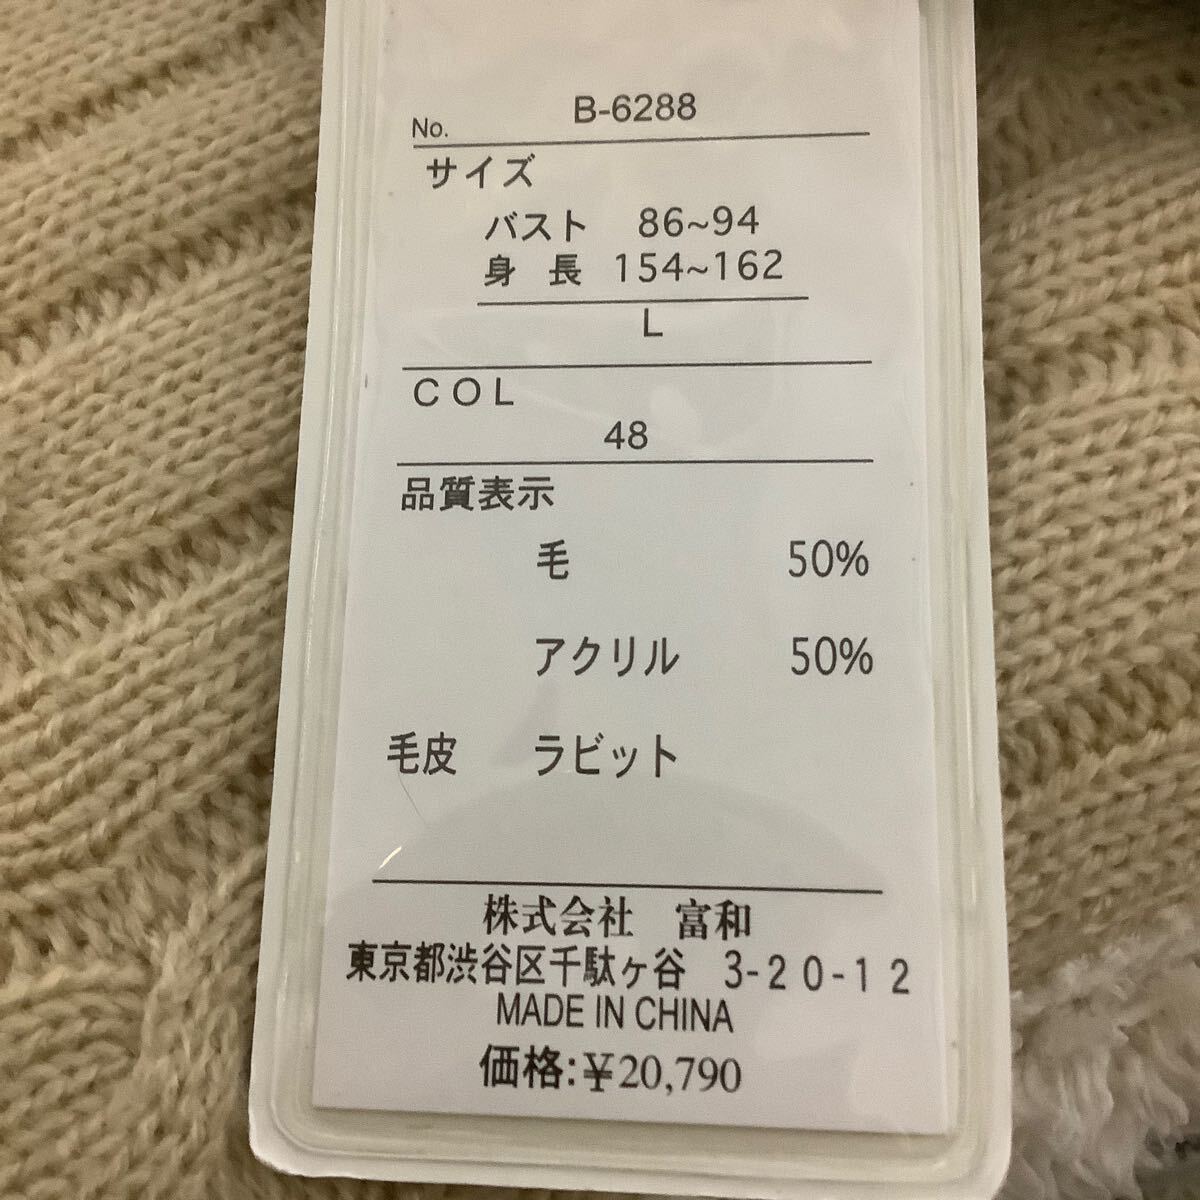 No. B-6288
サイズ
バスト 86~94
身 長 154~162
L
COL
48
品質表示
毛 50%
アクリル 50%
毛皮 ラビット
株式会社 富和
東京都渋谷区千駄ヶ谷 3-20-12
MADE IN CHINA
価格:¥20,790